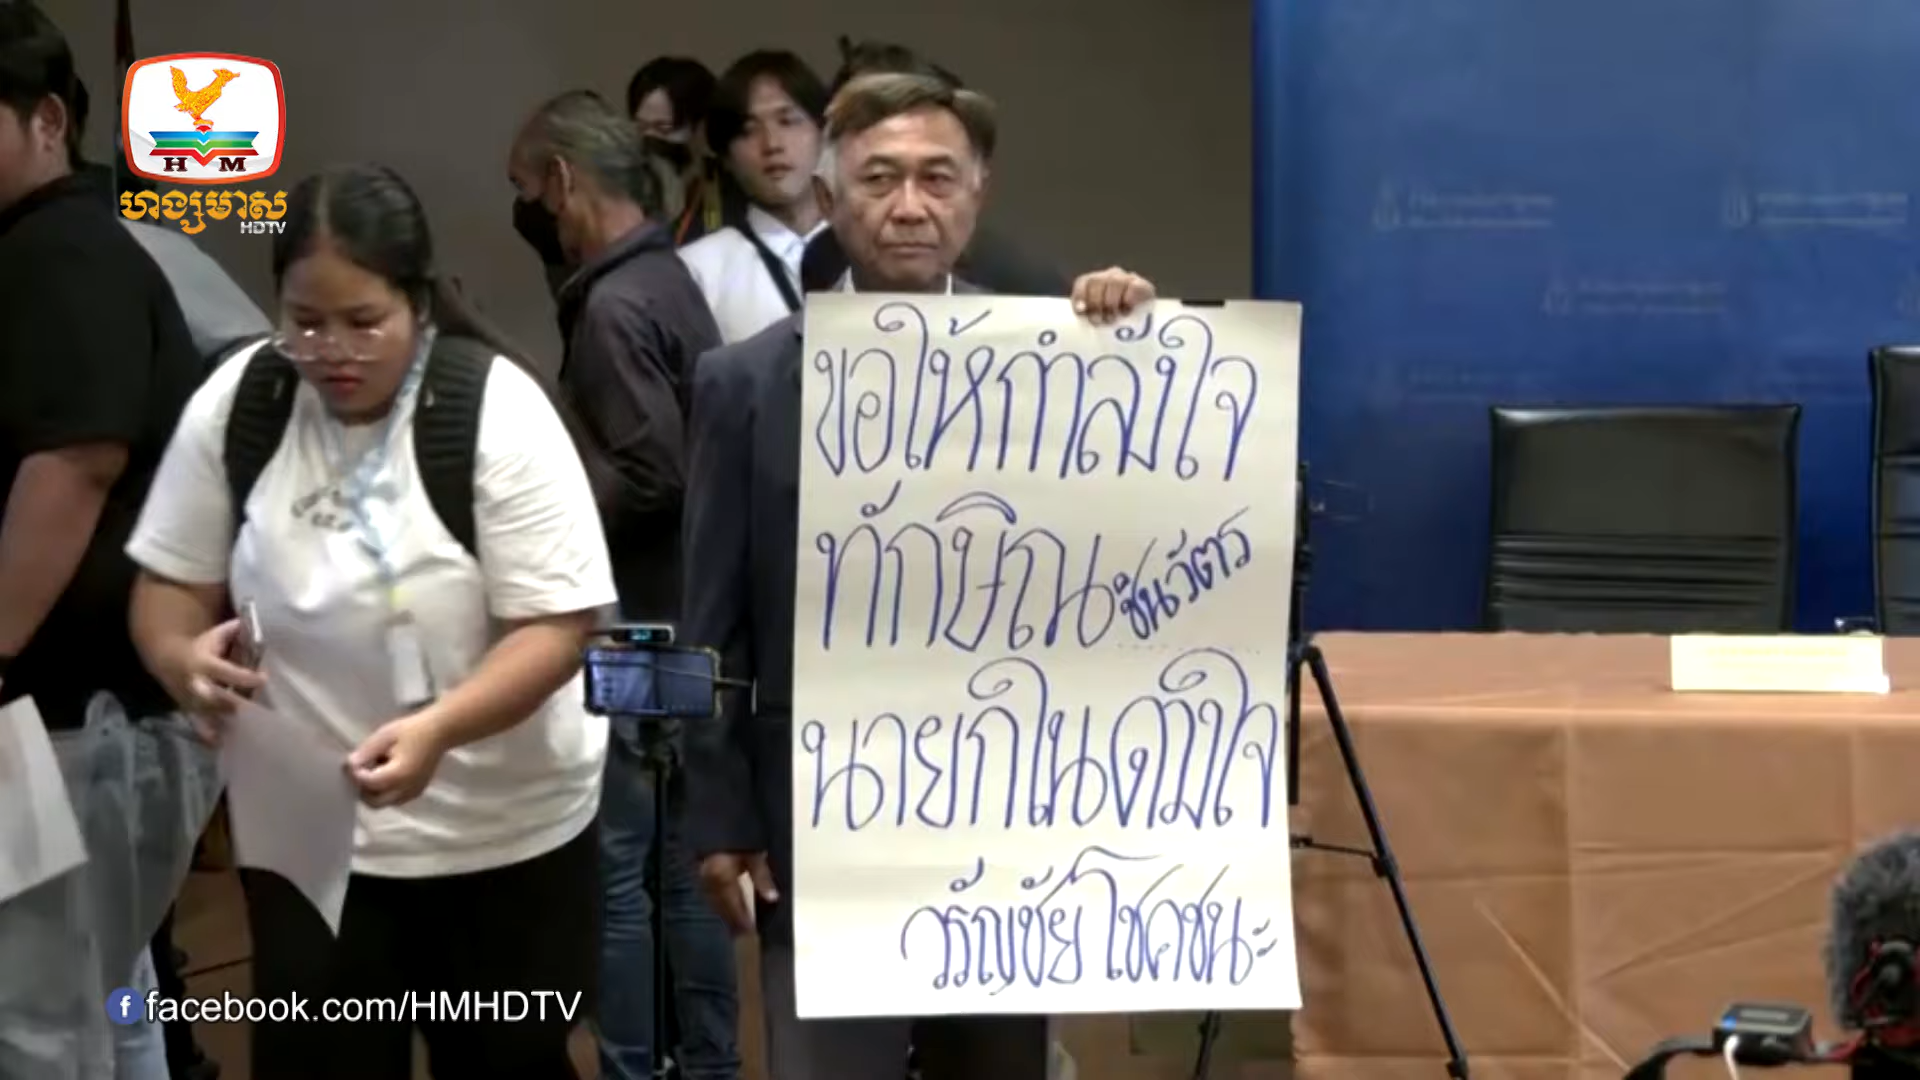 H M
ហង្សមាស
HDTV
ขอให้กำลังใจ
ทักษิณ ชินวัตร
นายกในดวงใจ
วรัญชัย โชคชนะ
facebook.com/HMHDTV